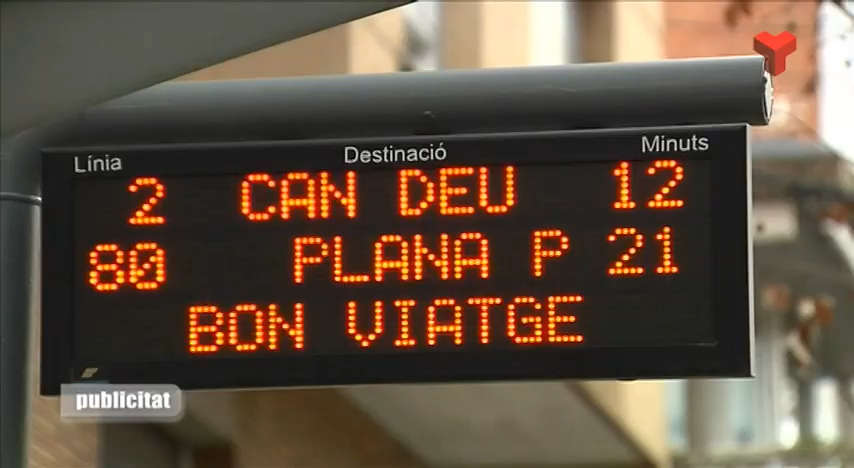 Línia Destinació Minuts
2 CAN DEU 12
80 PLANA P 21
BON VIATGE
publicitat